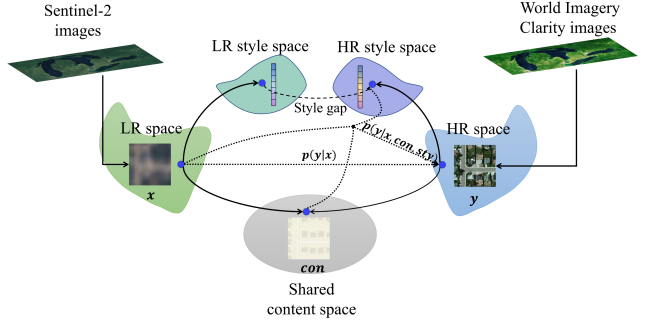 Sentinel-2
images
World Imagery
Clarity images
LR style space
HR style space
Style gap
LR space
HR space
p(y|x,con,sty)
p(y|x)
x
y
con
Shared
content space